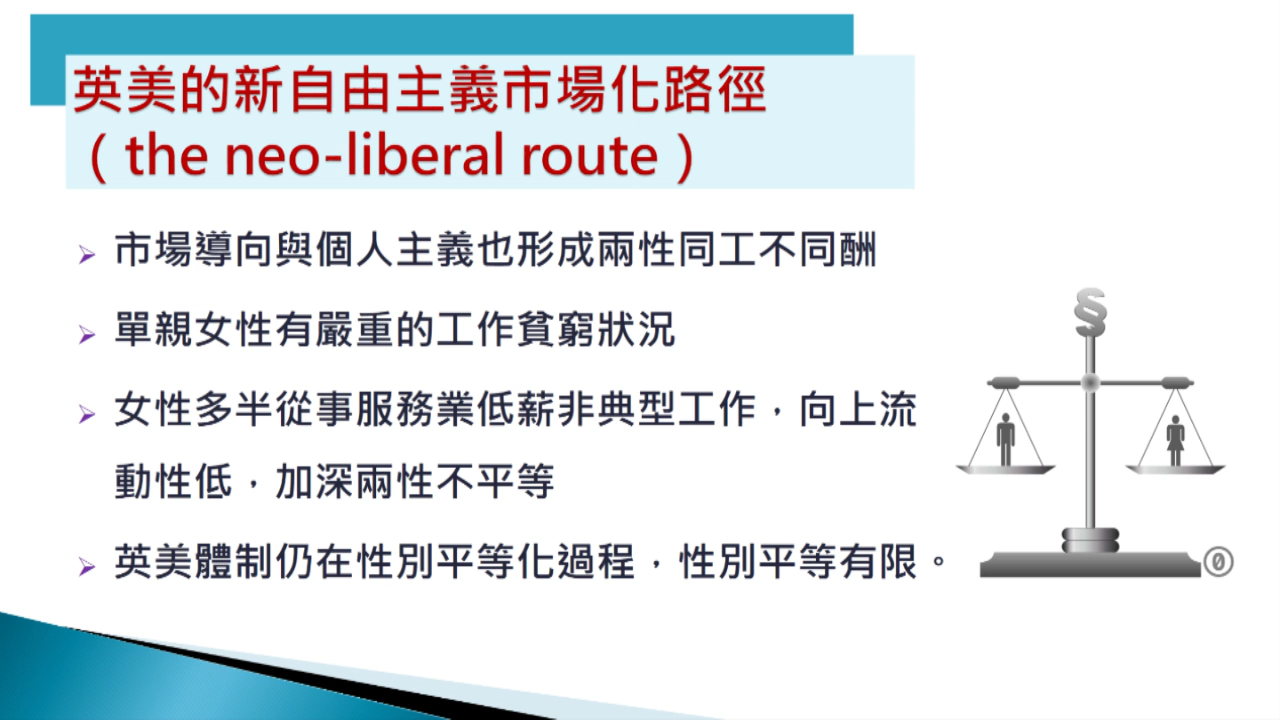 英美的新自由主義市場化路徑
（the neo-liberal route）
市場導向與個人主義也形成兩性同工不同酬
單親女性有嚴重的工作貧窮狀況
女性多半從事服務業低薪非典型工作，向上流
動性低，加深兩性不平等
英美體制仍在性別平等化過程，性別平等有限。
§
0